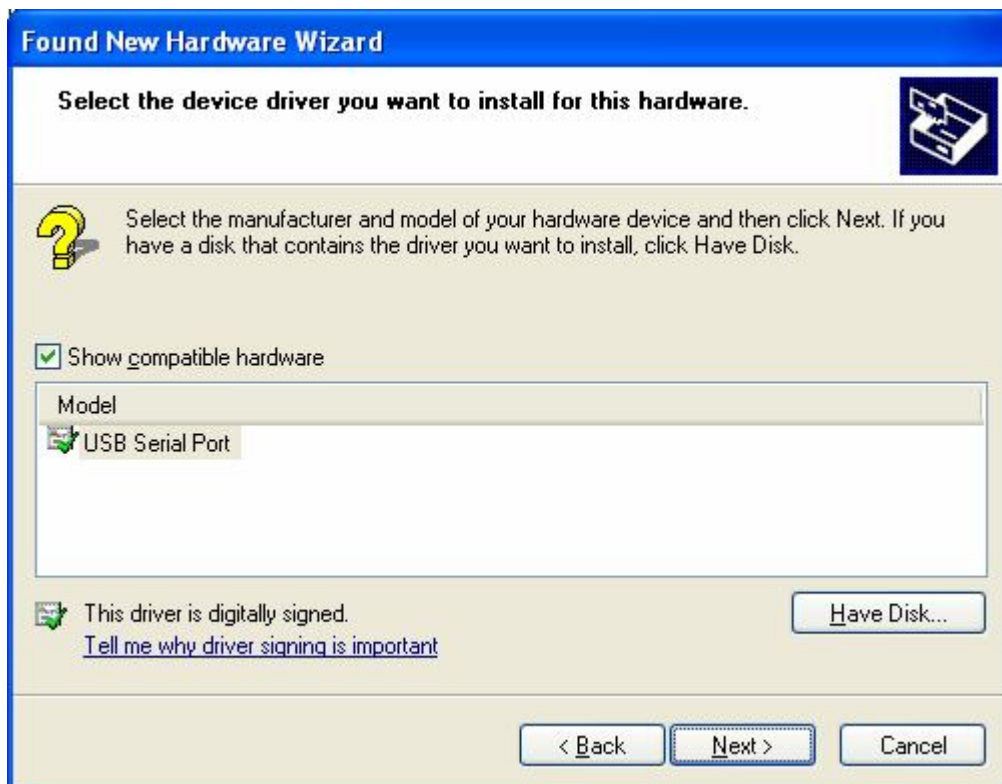 Found New Hardware Wizard
Select the device driver you want to install for this hardware.
Select the manufacturer and model of your hardware device and then click Next. If you
have a disk that contains the driver you want to install, click Have Disk.
Show compatible hardware
Model
USB Serial Port
This driver is digitally signed.
Have Disk...
Tell me why driver signing is important
< Back
Next >
Cancel